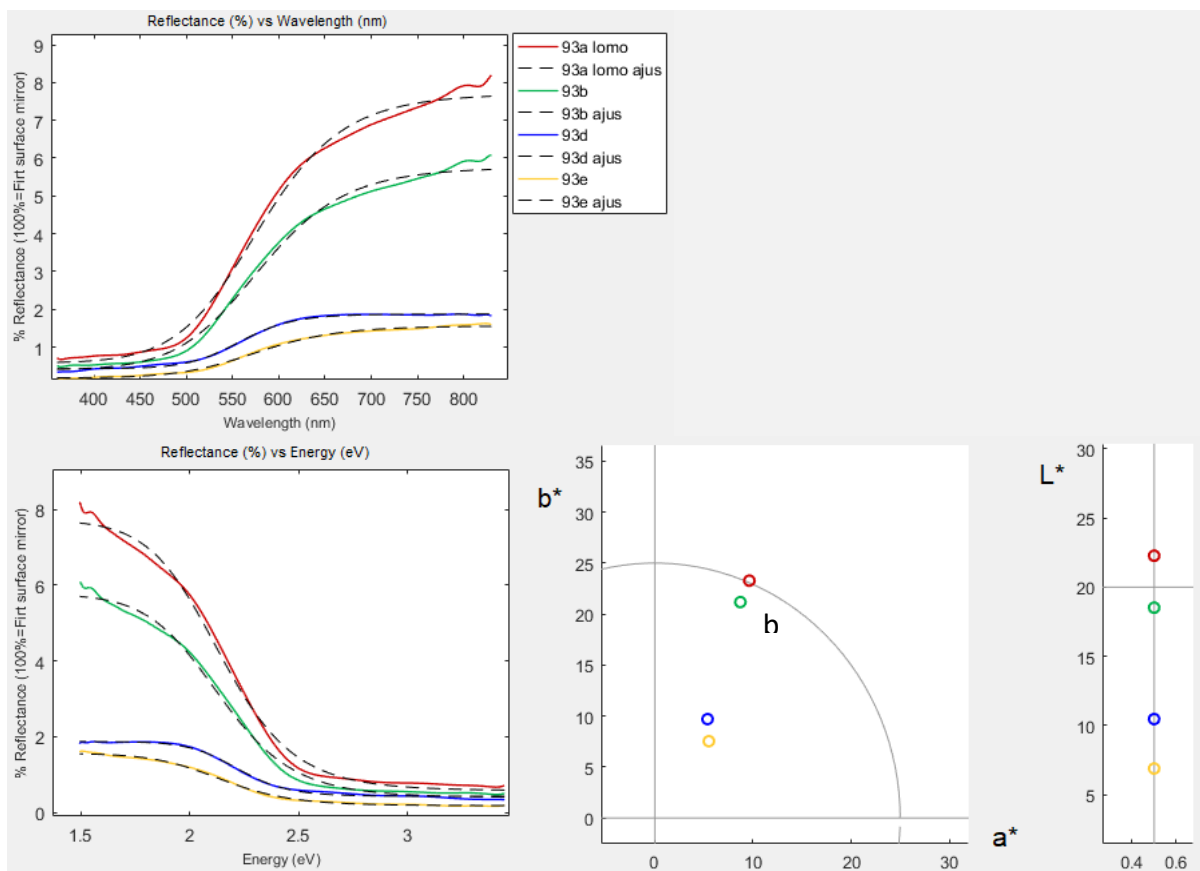 Reflectance (%) vs Wavelength (nm)
% Reflectance (100%=Firt surface mirror)
9
8
7
6
5
4
3
2
1
400 450 500 550 600 650 700 750 800
Wavelength (nm)
93a lomo
93a lomo ajus
93b
93b ajus
93d
93d ajus
93e
93e ajus
Reflectance (%) vs Energy (eV)
% Reflectance (100%=Firt surface mirror)
8
6
4
2
0
1.5 2 2.5 3
Energy (eV)
b*
35
30
25
20
15
10
5
0
b
0 10 20 30
a*
L*
30
25
20
15
10
5
0.4 0.6